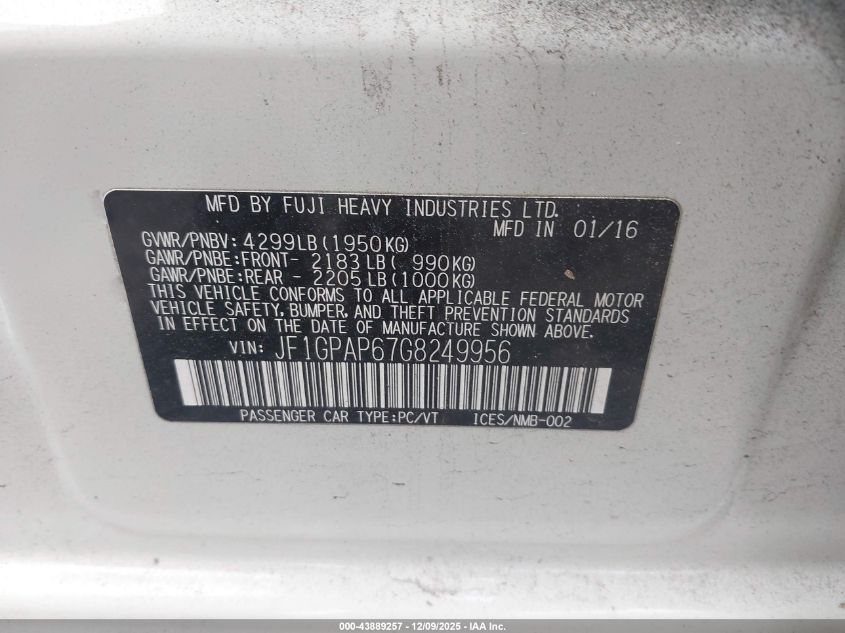 MFD BY FUJI HEAVY INDUSTRIES LTD.
MFD IN 01/16
GVWR/PNBV: 4299LB(1950KG)
GAWR/PNBE:FRONT- 2183LB( 990KG)
GAWR/PNBE:REAR - 2205LB(1000KG)
THIS VEHICLE CONFORMS TO ALL APPLICABLE FEDERAL MOTOR
VEHICLE SAFETY, BUMPER, AND THEFT PREVENTION STANDARDS
IN EFFECT ON THE DATE OF MANUFACTURE SHOWN ABOVE.
VIN: JF1GPAP67G8249956
PASSENGER CAR TYPE:PC/VT ICES/NMB-002
000-43889257 - 12/09/2025 - IAA Inc.